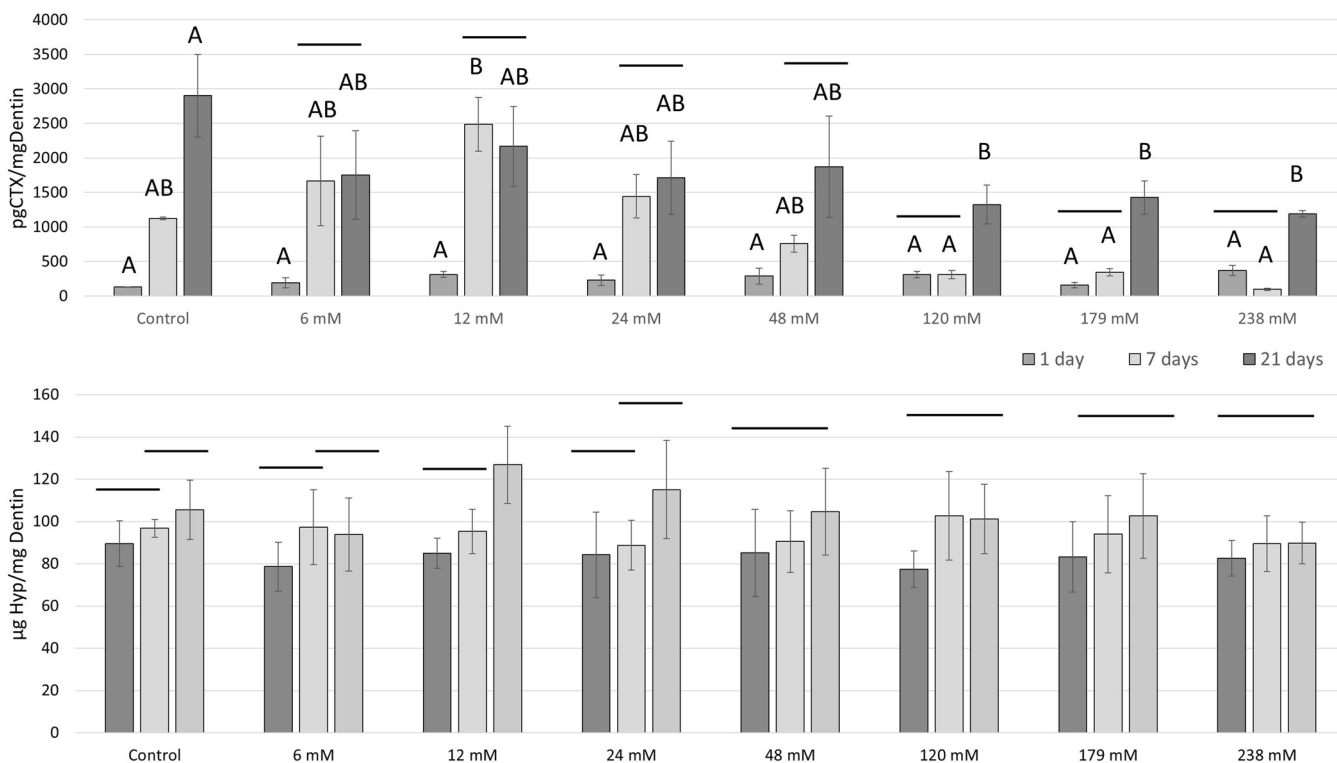 pgCTX/mgDentin
4000
3500
3000
2500
2000
1500
1000
500
0
A AB A
A AB AB
A B AB
A AB AB
A AB AB
A A B
A A B
A A B
Control 6 mM 12 mM 24 mM 48 mM 120 mM 179 mM 238 mM
1 day 7 days 21 days
µg Hyp/mg Dentin
160
140
120
100
80
60
40
20
0
Control 6 mM 12 mM 24 mM 48 mM 120 mM 179 mM 238 mM